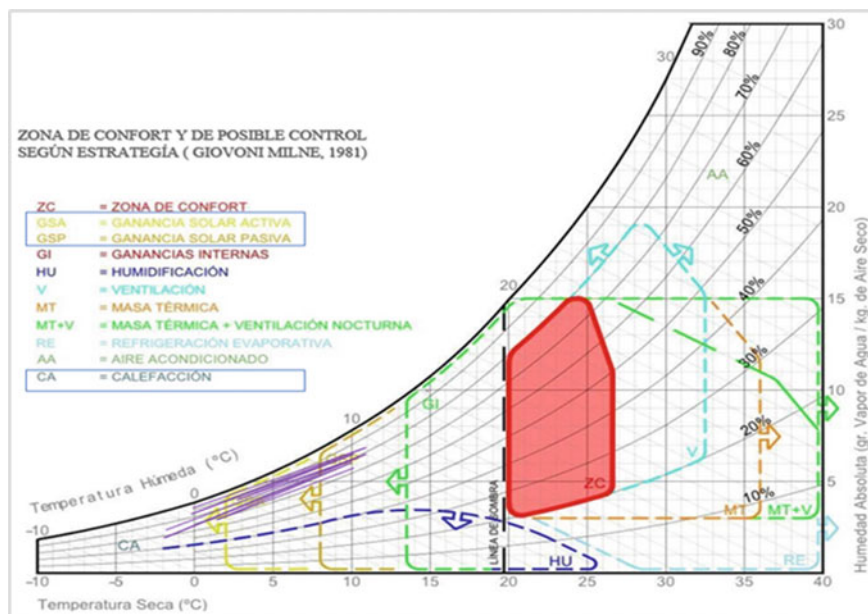 ZONA DE CONFORT Y DE POSIBLE CONTROL
SEGÚN ESTRATEGÍA ( GIOVONI MILNE, 1981)
ZC = ZONA DE CONFORT
GSA = GANANCIA SOLAR ACTIVA
GSP = GANANCIA SOLAR PASIVA
GI = GANANCIAS INTERNAS
HU = HUMIDIFICACIÓN
V = VENTILACIÓN
MT = MASA TÉRMICA
MT+V = MASA TÉRMICA + VENTILACIÓN NOCTURNA
RE = REFRIGERACIÓN EVAPORATIVA
AA = AIRE ACONDICIONADO
CA = CALEFACCIÓN
90%
80%
70%
60%
50%
40%
30%
20%
10%
AA
GI
ZC
V
MT
MT+V
HU
RE
CA
LÍNEA DE SOMBRA
Temperatura Húmeda (ºC)
-10
0
10
20
30
30
25
20
15
10
5
Humedad Absoluta (gr. Vapor de Agua / kg. de Aire Seco)
-10 -5 0 5 10 15 20 25 30 35 40
Temperatura Seca (ºC)